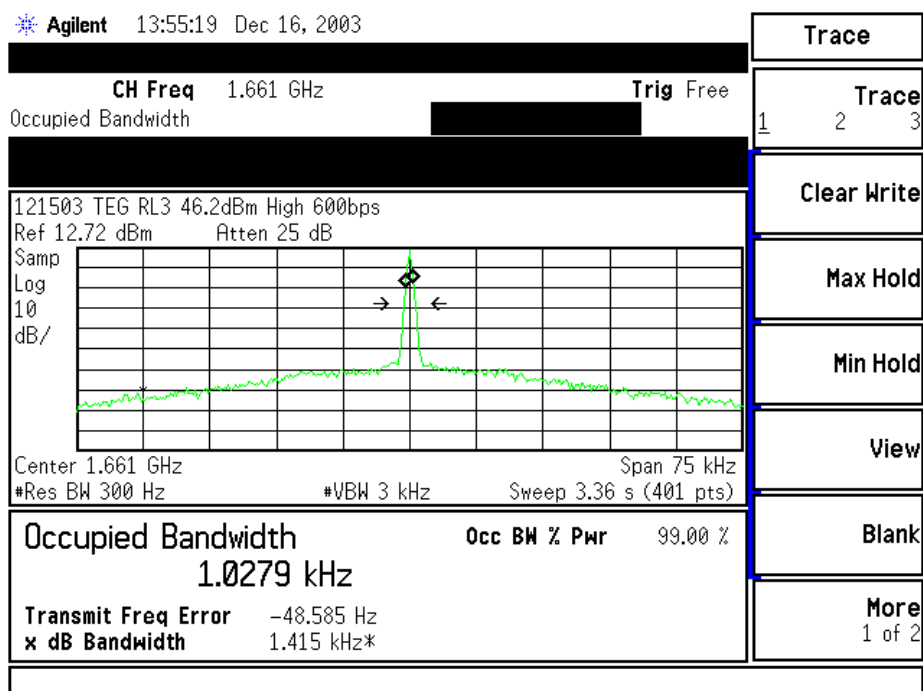 Agilent 13:55:19 Dec 16, 2003
CH Freq 1.661 GHz Trig Free
Occupied Bandwidth
121503 TEG RL3 46.2dBm High 600bps
Ref 12.72 dBm Atten 25 dB
Samp
Log
10
dB/
Center 1.661 GHz Span 75 kHz
#Res BW 300 Hz #VBW 3 kHz Sweep 3.36 s (401 pts)
Occupied Bandwidth Occ BW % Pwr 99.00 %
1.0279 kHz
Transmit Freq Error -48.585 Hz
x dB Bandwidth 1.415 kHz*
Trace
Trace
1 2 3
Clear Write
Max Hold
Min Hold
View
Blank
More
1 of 2